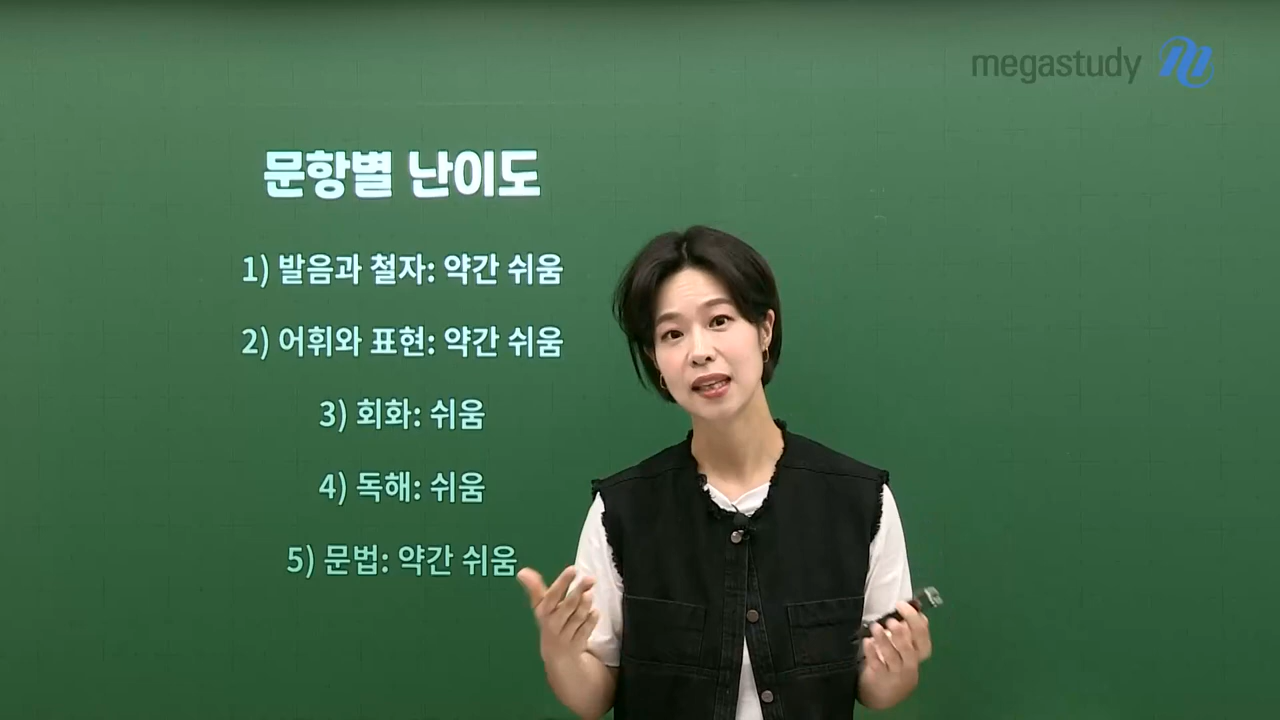 megastudy
문항별 난이도
1) 발음과 철자: 약간 쉬움
2) 어휘와 표현: 약간 쉬움
3) 회화: 쉬움
4) 독해: 쉬움
5) 문법: 약간 쉬움